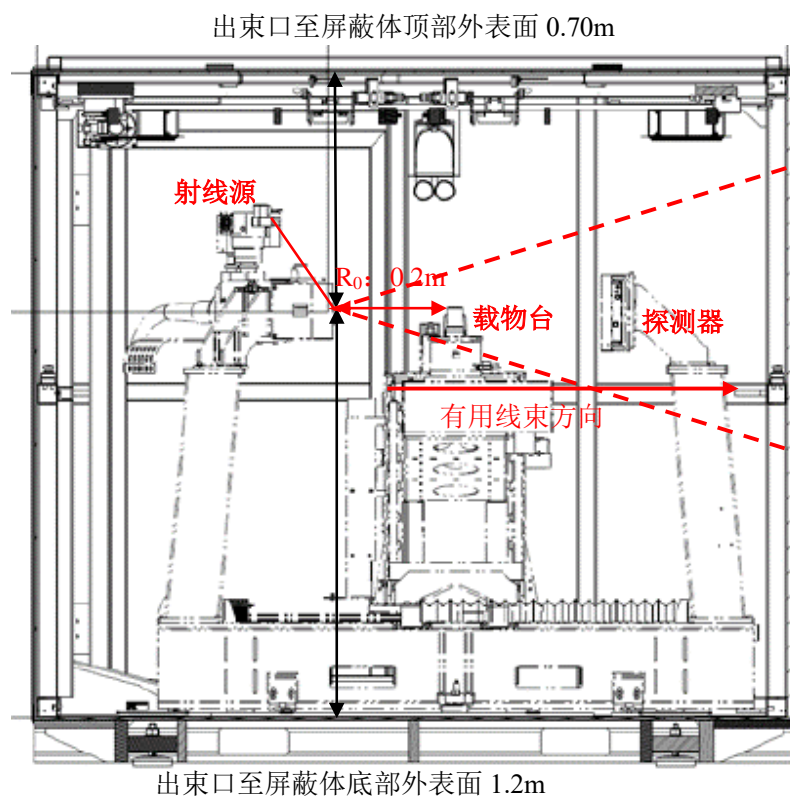 出束口至屏蔽体顶部外表面 0.70m
射线源
R₀：0.2m
载物台
探测器
有用线束方向
出束口至屏蔽体底部外表面 1.2m